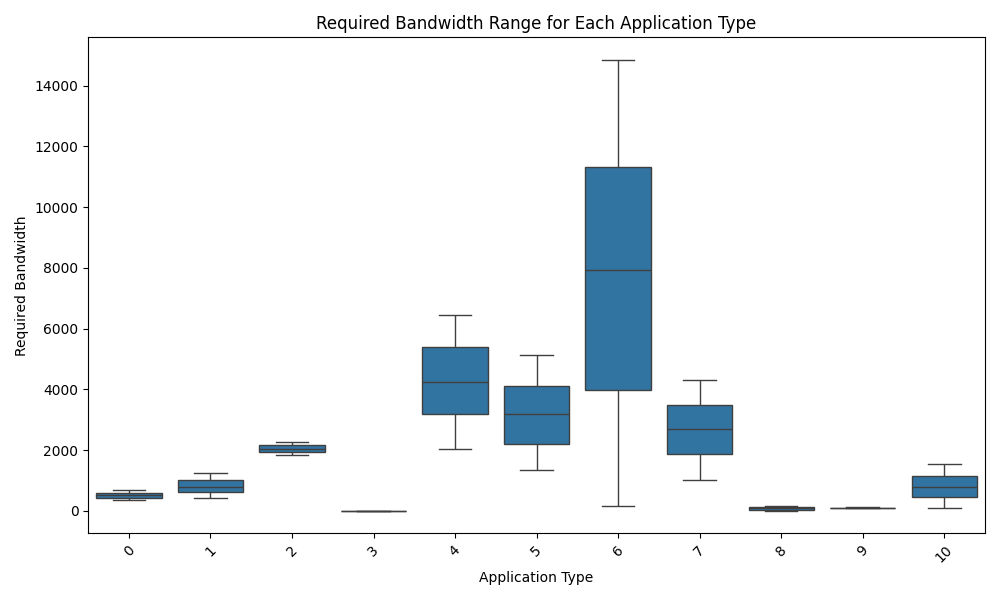 Required Bandwidth Range for Each Application Type
Required Bandwidth
14000
12000
10000
8000
6000
4000
2000
0
0 1 2 3 4 5 6 7 8 9 10
Application Type